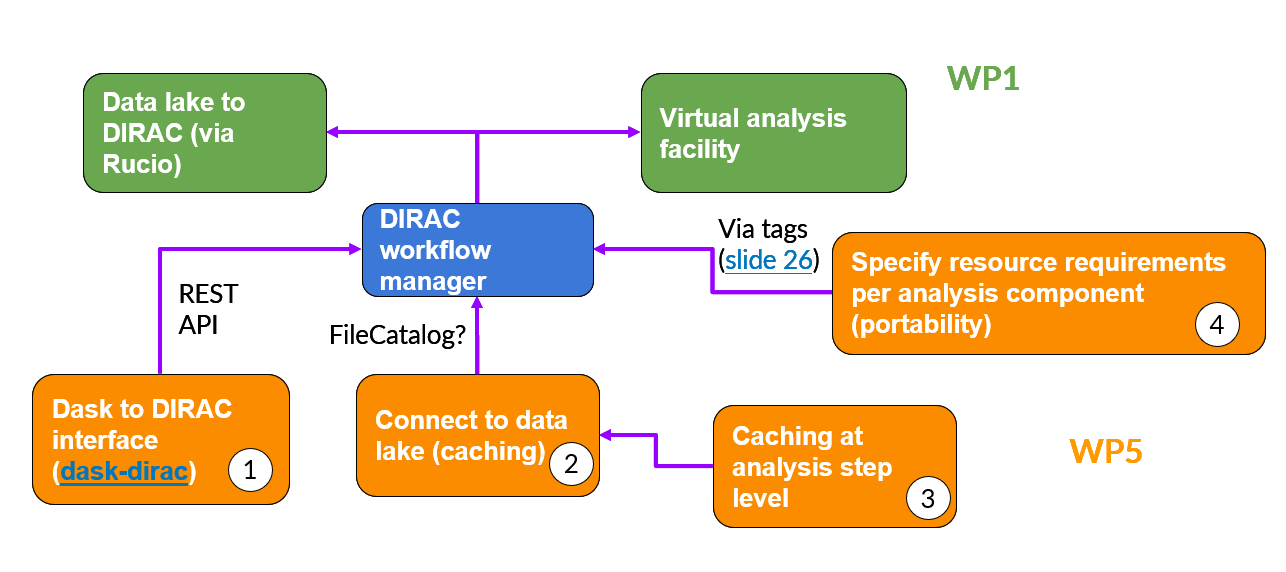 WP1
Data lake to
DIRAC (via
Rucio)
Virtual analysis
facility
DIRAC
workflow
manager
Via tags
(slide 26)
Specify resource requirements
per analysis component
(portability)
4
REST
API
FileCatalog?
Dask to DIRAC
interface
(dask-dirac)
1
Connect to data
lake (caching)
2
Caching at
analysis step
level
3
WP5